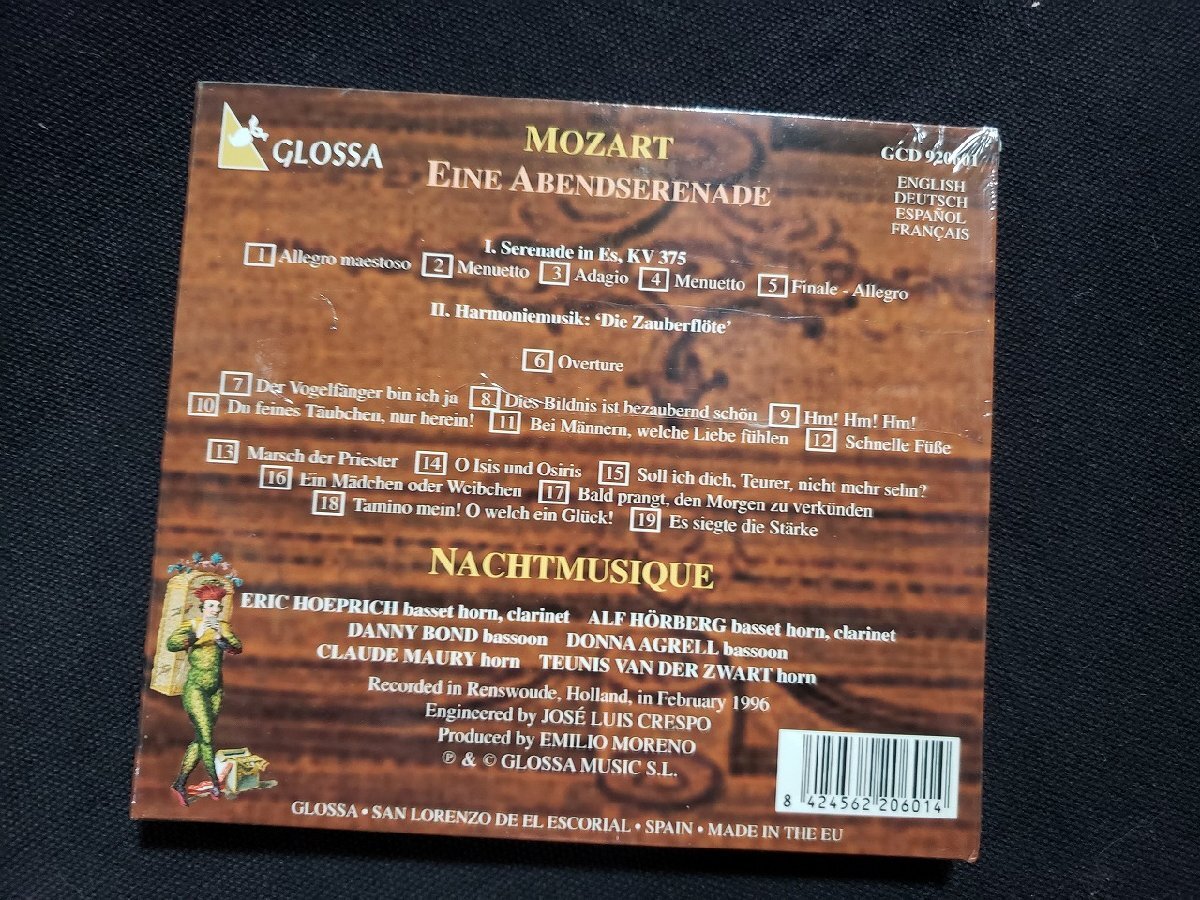 GLOSSA
MOZART
EINE ABENDSERENADE
GCD 920601
ENGLISH
DEUTSCH
ESPAÑOL
FRANÇAIS
I. Serenade in Es, KV 375
1 Allegro maestoso 2 Menuetto 3 Adagio 4 Menuetto 5 Finale - Allegro
II. Harmoniemusik: ‘Die Zauberflöte’
6 Overture
7 Der Vogelfänger bin ich ja 8 Dies Bildnis ist bezaubernd schön 9 Hm! Hm! Hm!
10 Du feines Täubchen, nur herein! 11 Bei Männern, welche Liebe fühlen 12 Schnelle Füße
13 Marsch der Priester 14 O Isis und Osiris 15 Soll ich dich, Teurer, nicht mehr sehn?
16 Ein Mädchen oder Weibchen 17 Bald prangt, den Morgen zu verkünden
18 Tamino mein! O welch ein Glück! 19 Es siegte die Stärke
NACHTMUSIQUE
ERIC HOEPRICH basset horn, clarinet ALF HÖRBERG basset horn, clarinet
DANNY BOND bassoon DONNA AGRELL bassoon
CLAUDE MAURY horn TEUNIS VAN DER ZWART horn
Recorded in Renswoude, Holland, in February 1996
Engineered by JOSÉ LUIS CRESPO
Produced by EMILIO MORENO
℗ & © GLOSSA MUSIC S.L.
8 424562 206014
GLOSSA • SAN LORENZO DE EL ESCORIAL • SPAIN • MADE IN THE EU